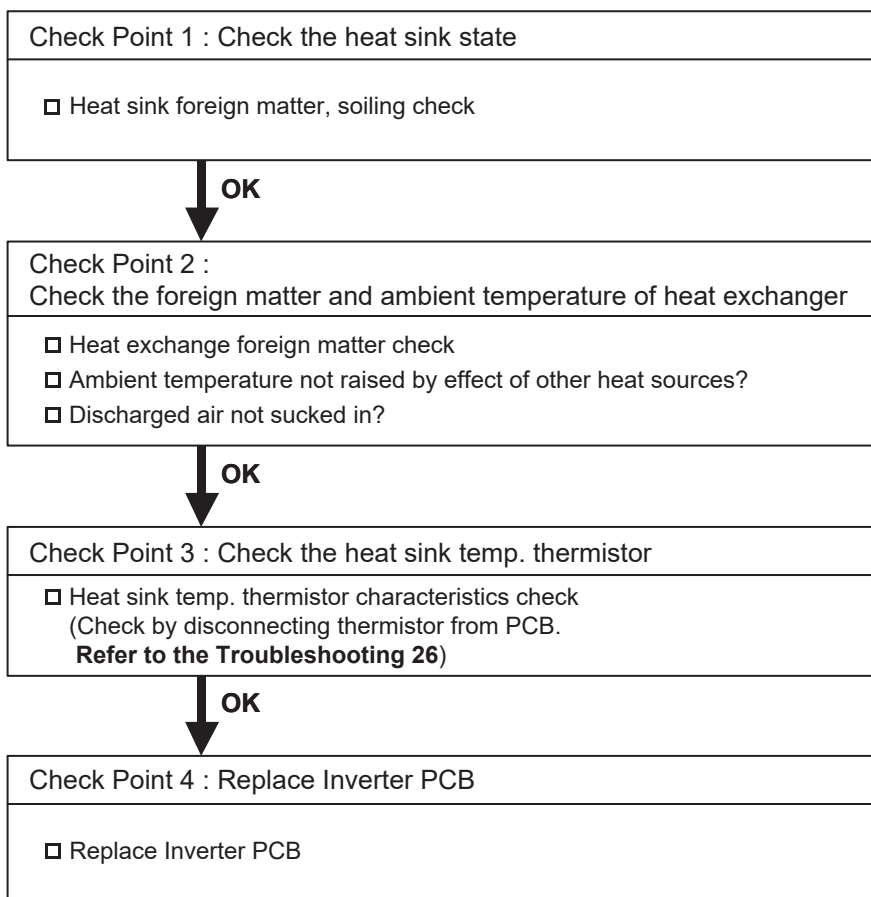 Check Point 1 : Check the heat sink state
Heat sink foreign matter, soiling check
OK
Check Point 2 :
Check the foreign matter and ambient temperature of heat exchanger
Heat exchange foreign matter check
Ambient temperature not raised by effect of other heat sources?
Discharged air not sucked in?
OK
Check Point 3 : Check the heat sink temp. thermistor
Heat sink temp. thermistor characteristics check
(Check by disconnecting thermistor from PCB.
Refer to the Troubleshooting 26)
OK
Check Point 4 : Replace Inverter PCB
Replace Inverter PCB